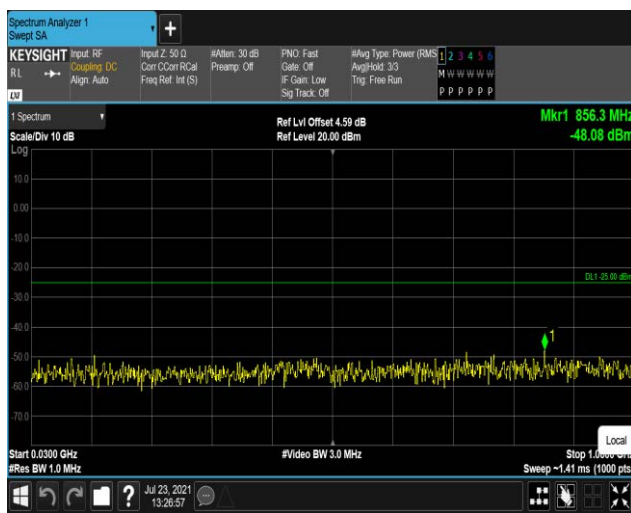 Spectrum Analyzer 1
Swept SA
KEYSIGHT
RL
Input: RF
Coupling: DC
Align: Auto
Input Z: 50 Ω
Corr CCorr RCal
Freq Ref: Int (S)
#Atten: 30 dB
Preamp: Off
PNO: Fast
Gate: Off
IF Gain: Low
Sig Track: Off
#Avg Type: Power (RMS
Avg|Hold: 3/3
Trig: Free Run
1 2 3 4 5 6
M W W W W W
P P P P P P
1 Spectrum
Scale/Div 10 dB
Ref Lvl Offset 4.59 dB
Ref Level 20.00 dBm
Mkr1 856.3 MHz
-48.08 dBm
Log
10.0
0.00
-10.0
-20.0
DL1 -25.00 dBm
-30.0
-40.0
1
-50.0
-60.0
-70.0
Local
Start 0.0300 GHz
#Res BW 1.0 MHz
#Video BW 3.0 MHz
Sweep ~1.41 ms (1000 pts
Jul 23, 2021
13:26:57